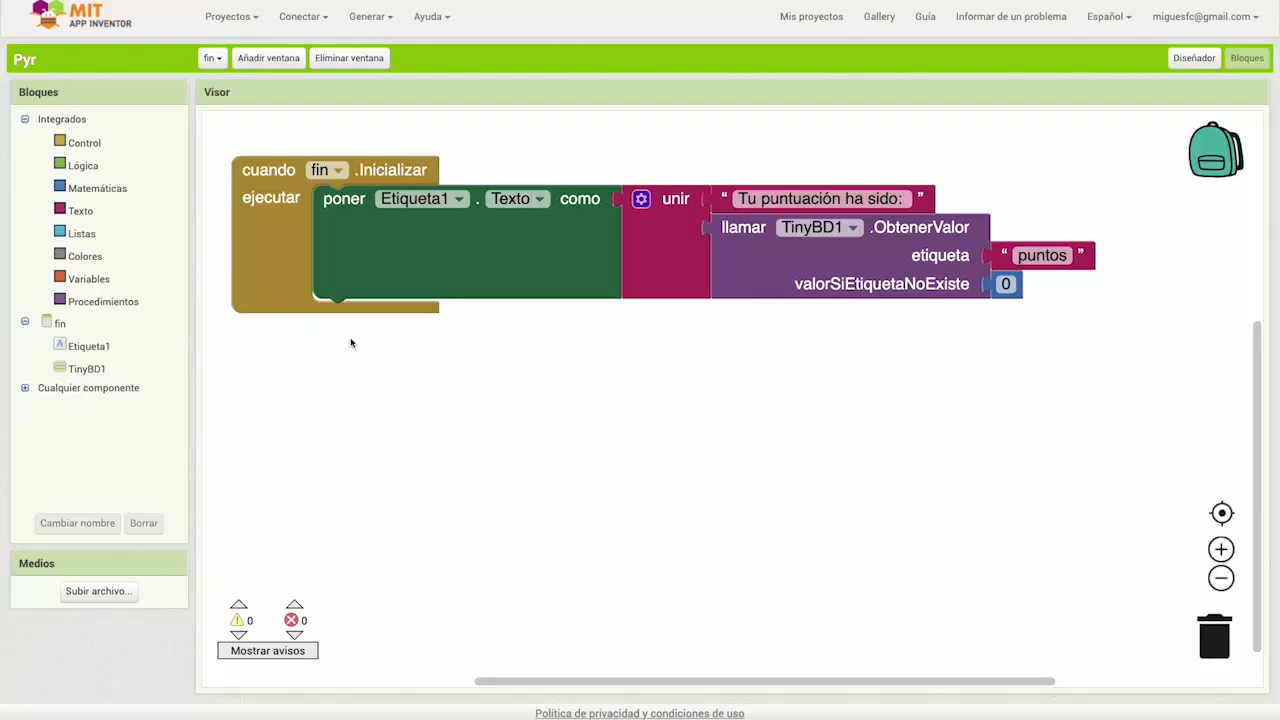 MIT
APP INVENTOR
Proyectos Conectar Generar Ayuda Mis proyectos Gallery Guía Informar de un problema Español miguesfc@gmail.com
Pyr fin Añadir ventana Eliminar ventana Diseñador Bloques
Bloques
Visor
Integrados
Control
Lógica
Matemáticas
Texto
Listas
Colores
Variables
Procedimientos
fin
Etiqueta1
TinyBD1
Cualquier componente
Cambiar nombre Borrar
Medios
Subir archivo...
cuando fin .Inicializar
ejecutar poner Etiqueta1 . Texto como unir “ Tu puntuación ha sido: ”
llamar TinyBD1 .ObtenerValor
etiqueta “ puntos ”
valorSiEtiquetaNoExiste 0
0 0
Mostrar avisos
Política de privacidad y condiciones de uso